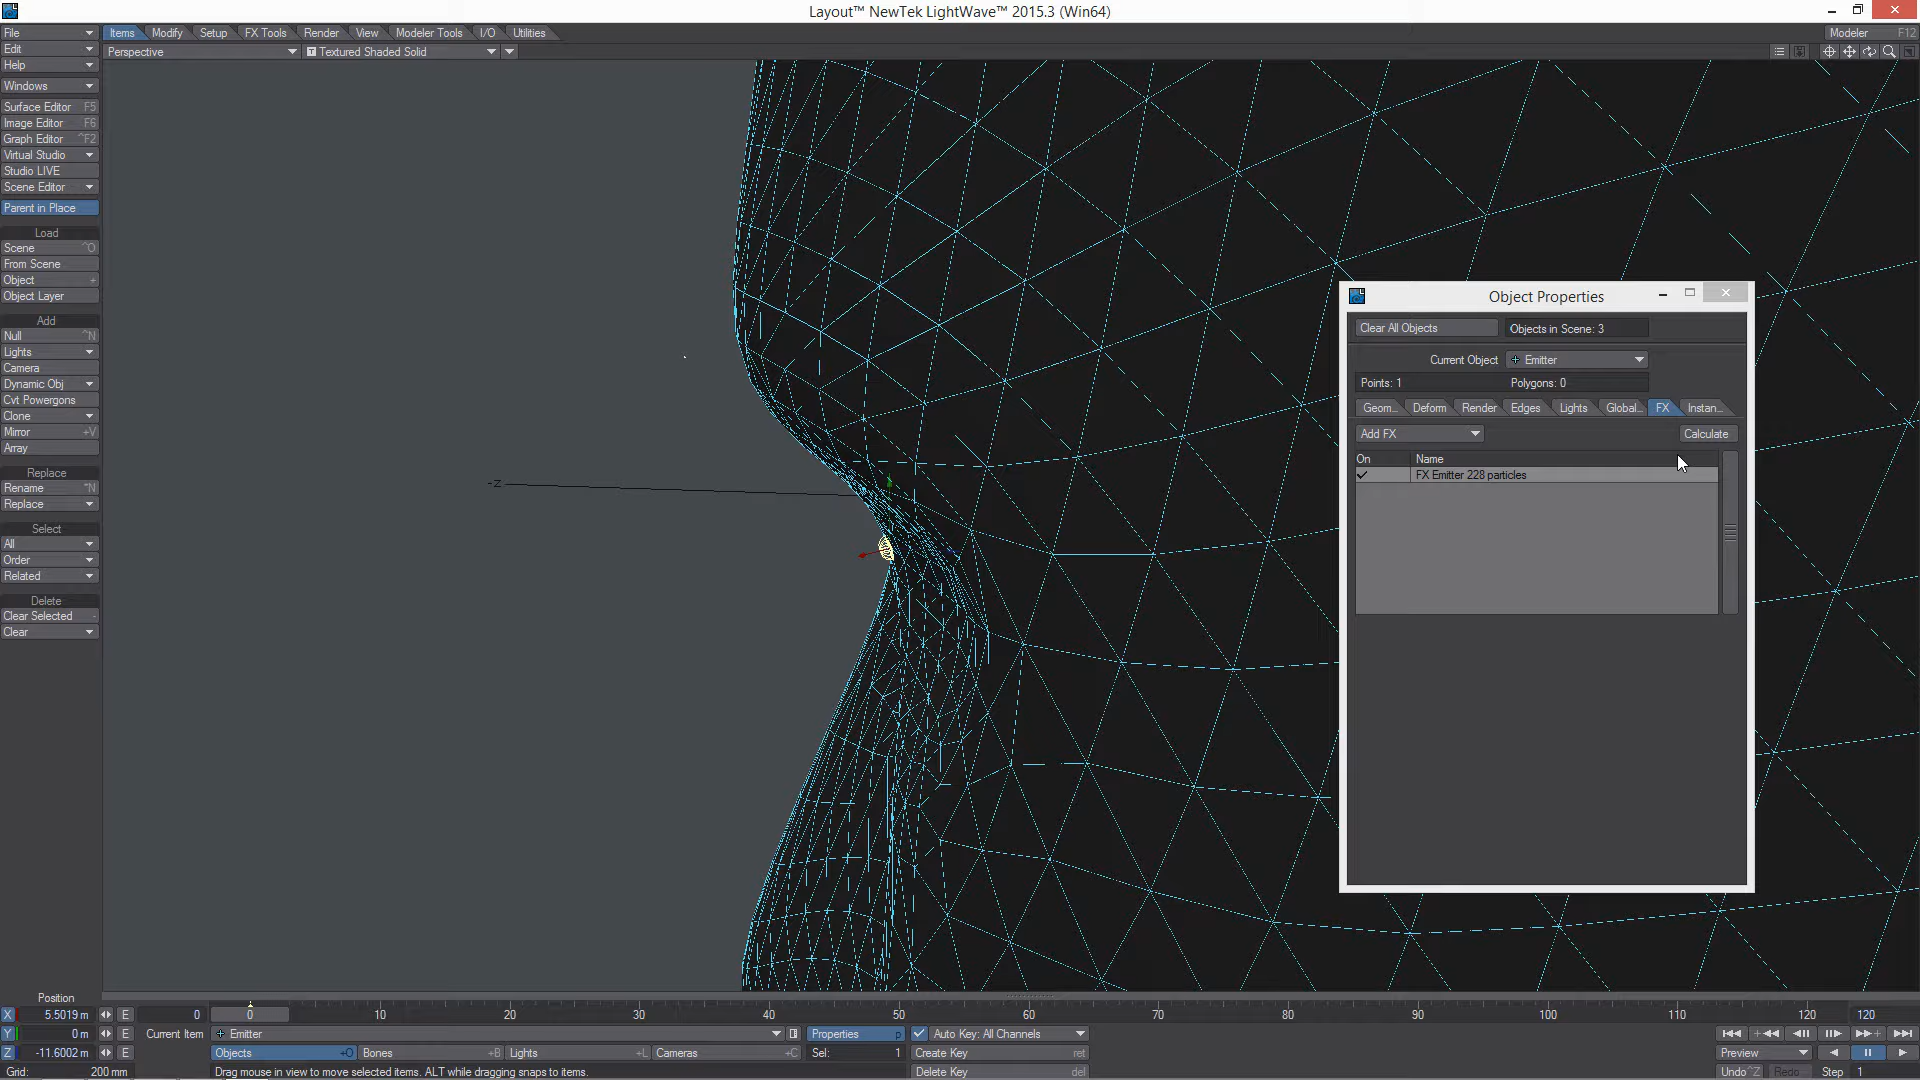 Layout™ NewTek LightWave™ 2015.3 (Win64)
File
Items Modify Setup FX Tools Render View Modeler Tools I/O Utilities
Modeler F12
Edit
Perspective
T Textured Shaded Solid
Help
Windows
Surface Editor F5
Image Editor F6
Graph Editor ^F2
Virtual Studio
Studio LIVE
Scene Editor
Parent in Place
Load
Scene ^O
From Scene
Object +
Object Layer
Add
Null ^N
Lights
Camera
Dynamic Obj
Cvt Powergons
Clone
Mirror +V
Array
Replace
Rename ^N
Replace
Select
All
Order
Related
Delete
Clear Selected -
Clear
-Z
Object Properties
Clear All Objects
Objects in Scene: 3
Current Object
Emitter
Points: 1
Polygons: 0
Geom... Deform Render Edges Lights Global... FX Instan...
Add FX
Calculate
On Name
FX Emitter 228 particles
Position
X 5.5019 m E 0
0 10 20 30 40 50 60 70 80 90 100 110 120 120
Y 0 m E
Current Item
Emitter
Properties p
Auto Key: All Channels
Z -11.6002 m E
Objects +O
Bones +B
Lights +L
Cameras +C
Sel: 1
Create Key ret
Preview
Grid: 200 mm
Drag mouse in view to move selected items. ALT while dragging snaps to items.
Delete Key del
Undo ^Z
Redo
Step 1